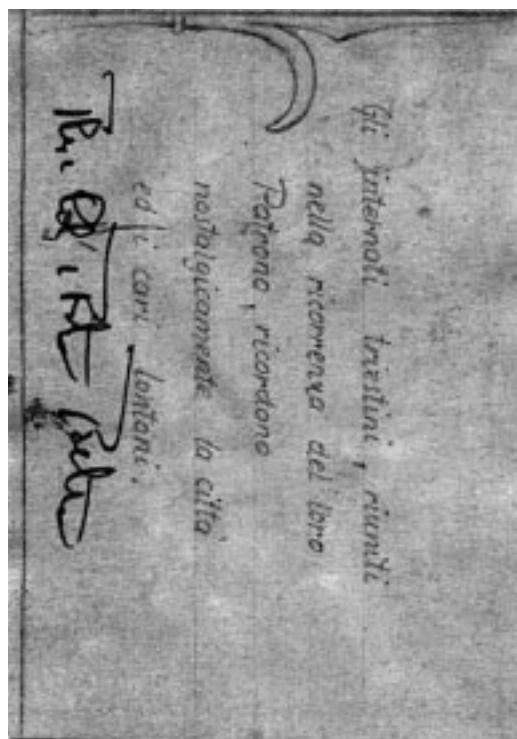 Gli internati triestini, riuniti
nella ricorrenza del loro
Patrono, ricordano
nostalgicamente la città
ed i cari lontani.